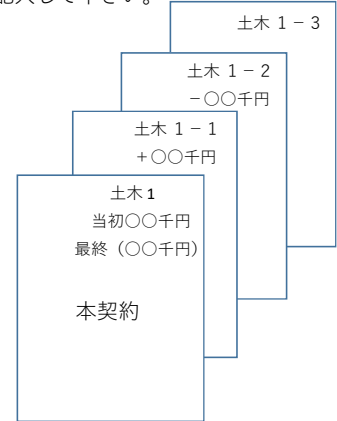 記入して下さい。
土木 1 － 3
土木 1 － 2
－○○千円
土木 1 － 1
＋○○千円
土木 1
当初○○千円
最終（○○千円）
本契約